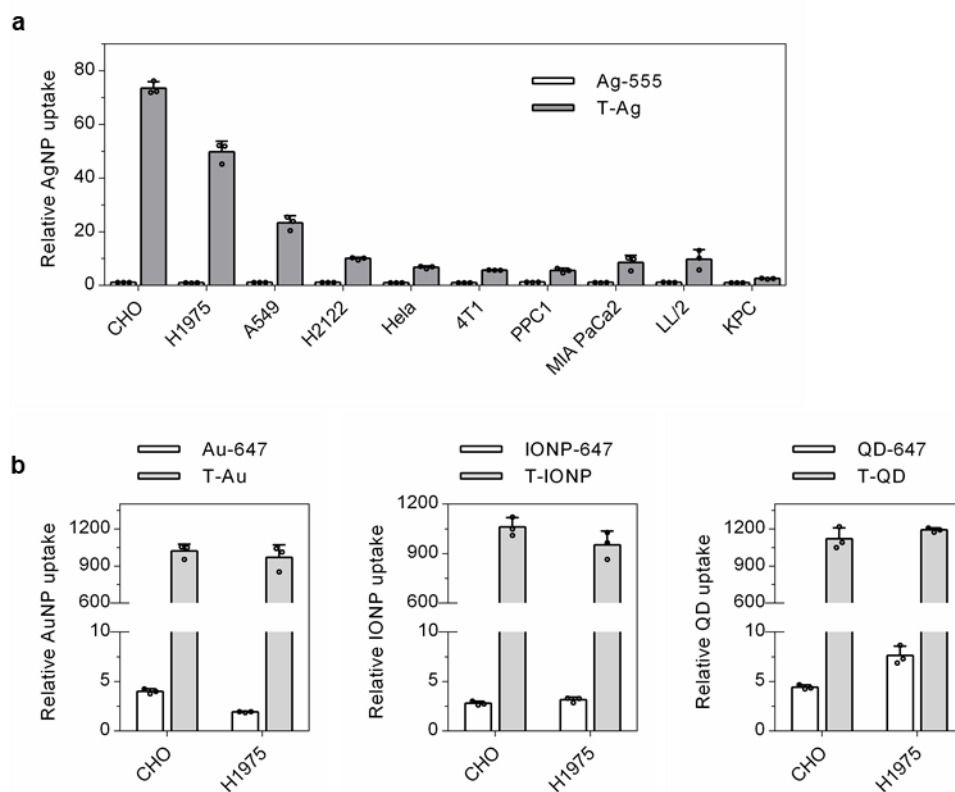 a
Relative AgNP uptake
80
60
40
20
0
Ag-555
T-Ag
CHO
H1975
A549
H2122
Hela
4T1
PPC1
MIA PaCa2
LL/2
KPC
b
Au-647
T-Au
Relative AuNP uptake
1200
900
600
10
5
0
CHO
H1975
IONP-647
T-IONP
Relative IONP uptake
1200
900
600
10
5
0
CHO
H1975
QD-647
T-QD
Relative QD uptake
1200
900
600
10
5
0
CHO
H1975